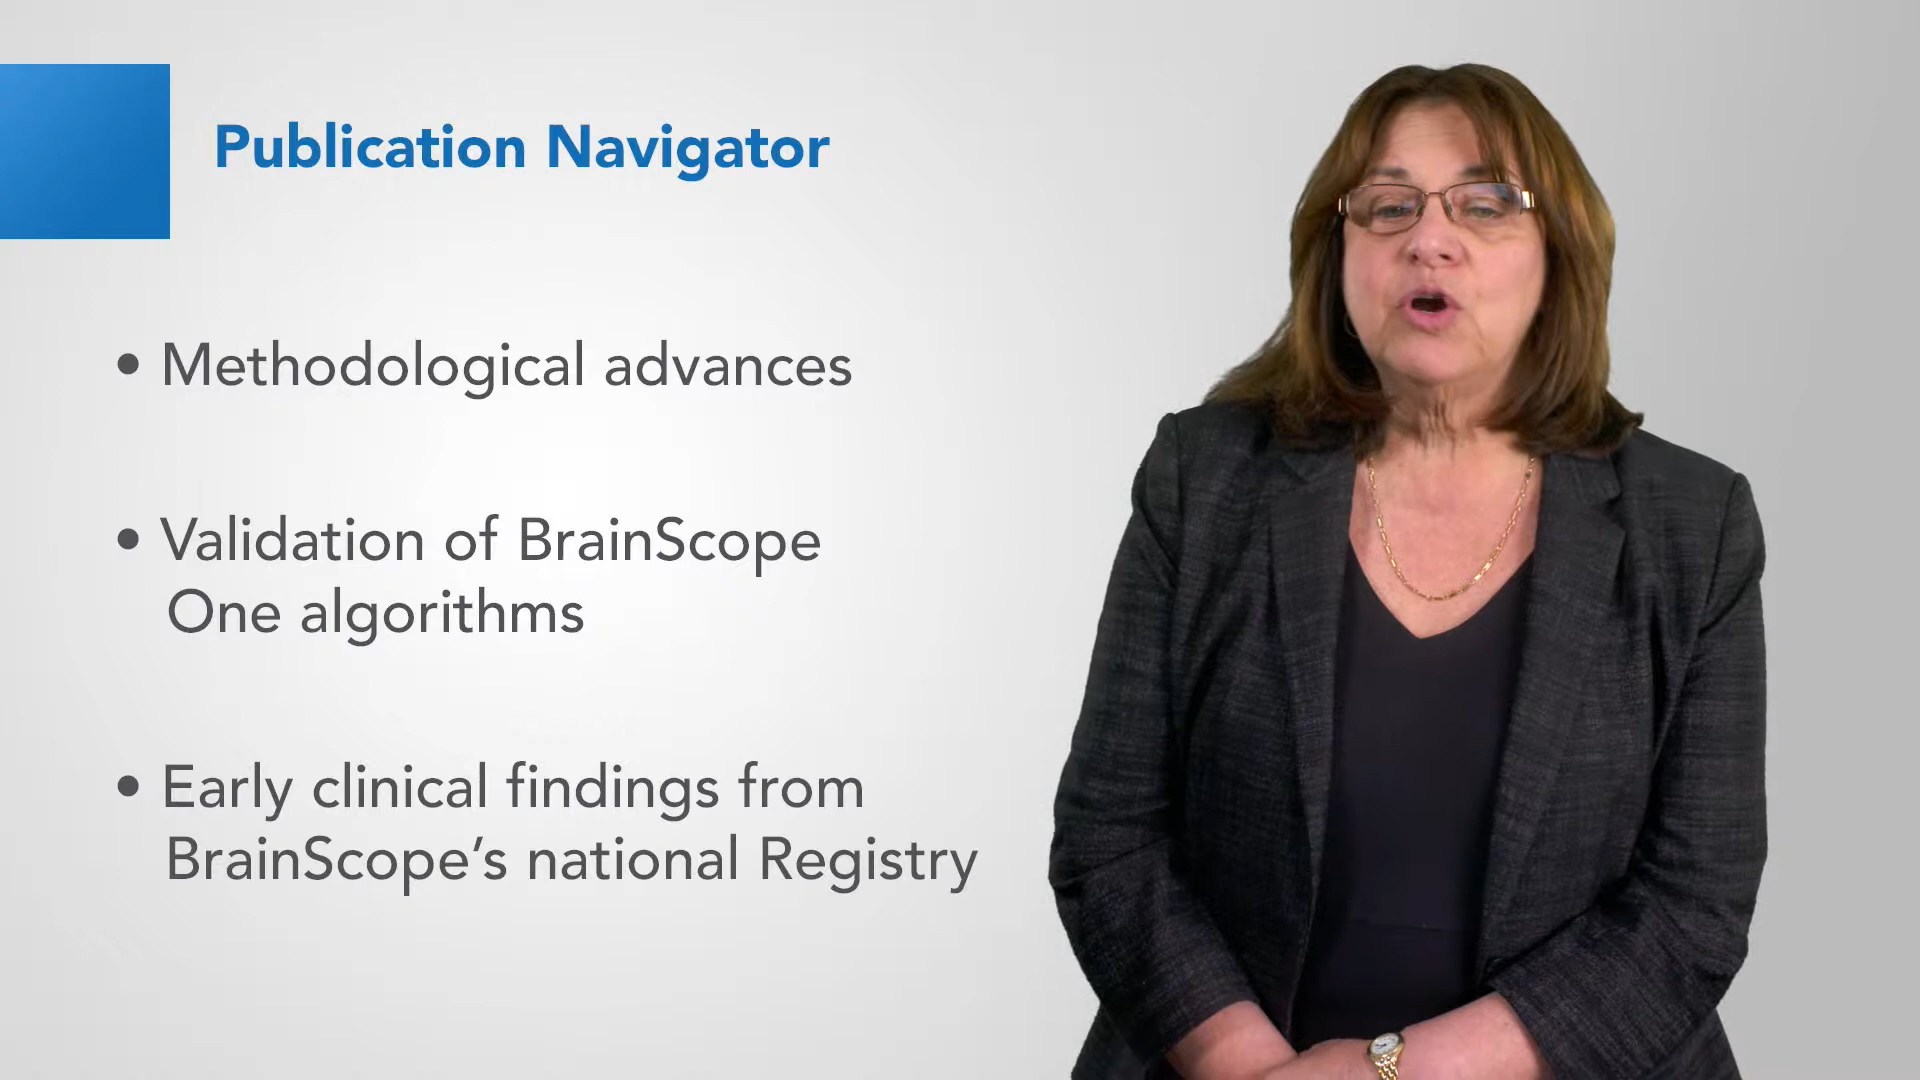 Publication Navigator
• Methodological advances
• Validation of BrainScope
One algorithms
• Early clinical findings from
BrainScope’s national Registry